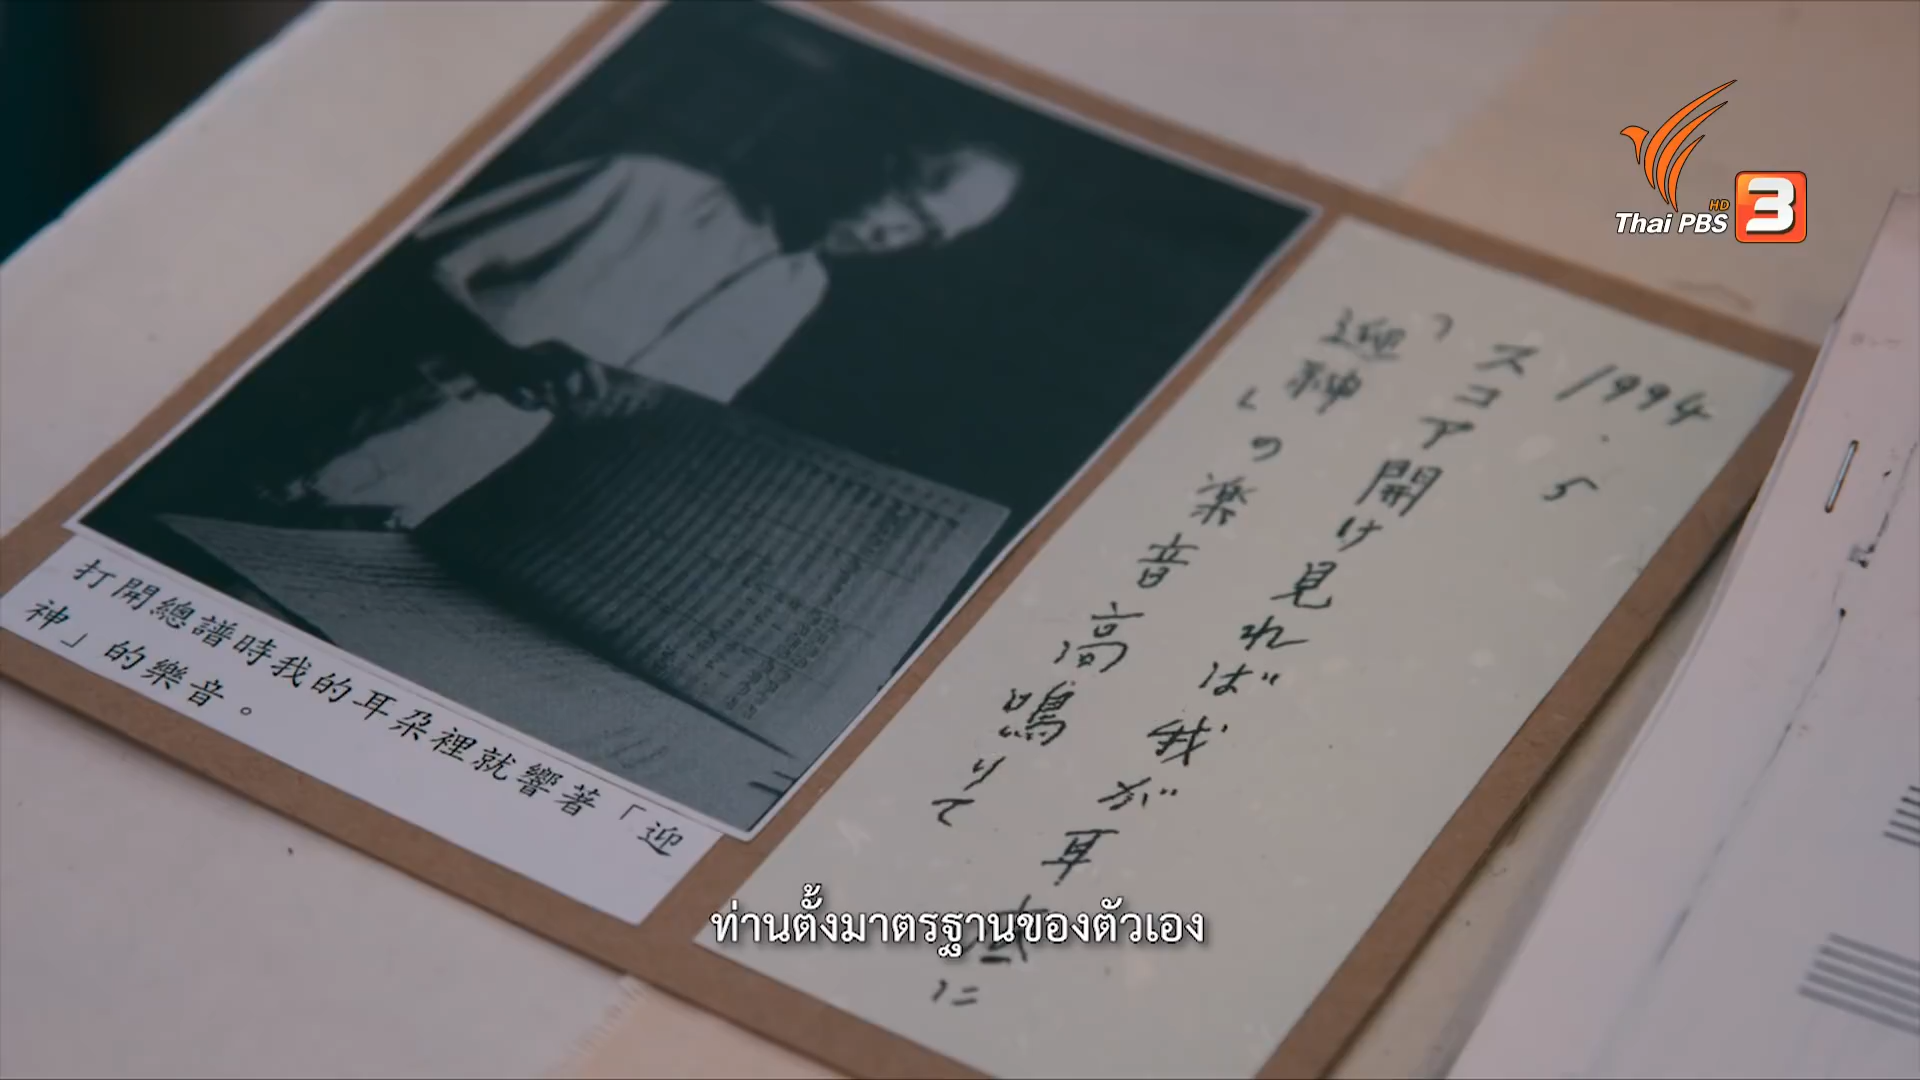 Thai PBS HD 3
1994.5
スコア開け見れば我が耳朶に
「迎神」の楽音高鳴りて
打開總譜時我的耳朵裡就響著「迎
神」的樂音。
ท่านตั้งมาตรฐานของตัวเอง